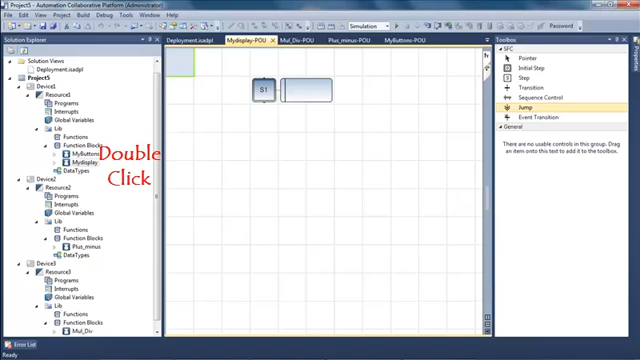 Project5 - Automation Collaborative Platform (Administrator)
File Edit View Project Build Debug Tools Window Help
Simulation
Password
Solution Explorer
Solution Views
Deployment.isadpl
Project5
Device1
Resource1
Programs
Interrupts
Global Variables
Lib
Functions
Function Blocks
MyButtons
Mydisplay
DataTypes
Device2
Resource2
Programs
Interrupts
Global Variables
Lib
Functions
Function Blocks
Plus_minus
DataTypes
Device3
Resource3
Programs
Interrupts
Global Variables
Lib
Functions
Function Blocks
Mul_Div
Double
Click
Deployment.isadpl Mydisplay-POU Mul_Div-POU Plus_minus-POU MyButtons-POU
S1
Toolbox
SFC
Pointer
Initial Step
Step
Transition
Sequence Control
Jump
Event Transition
General
There are no usable controls in this group. Drag
an item onto this text to add it to the toolbox.
Properties
Error List
Ready